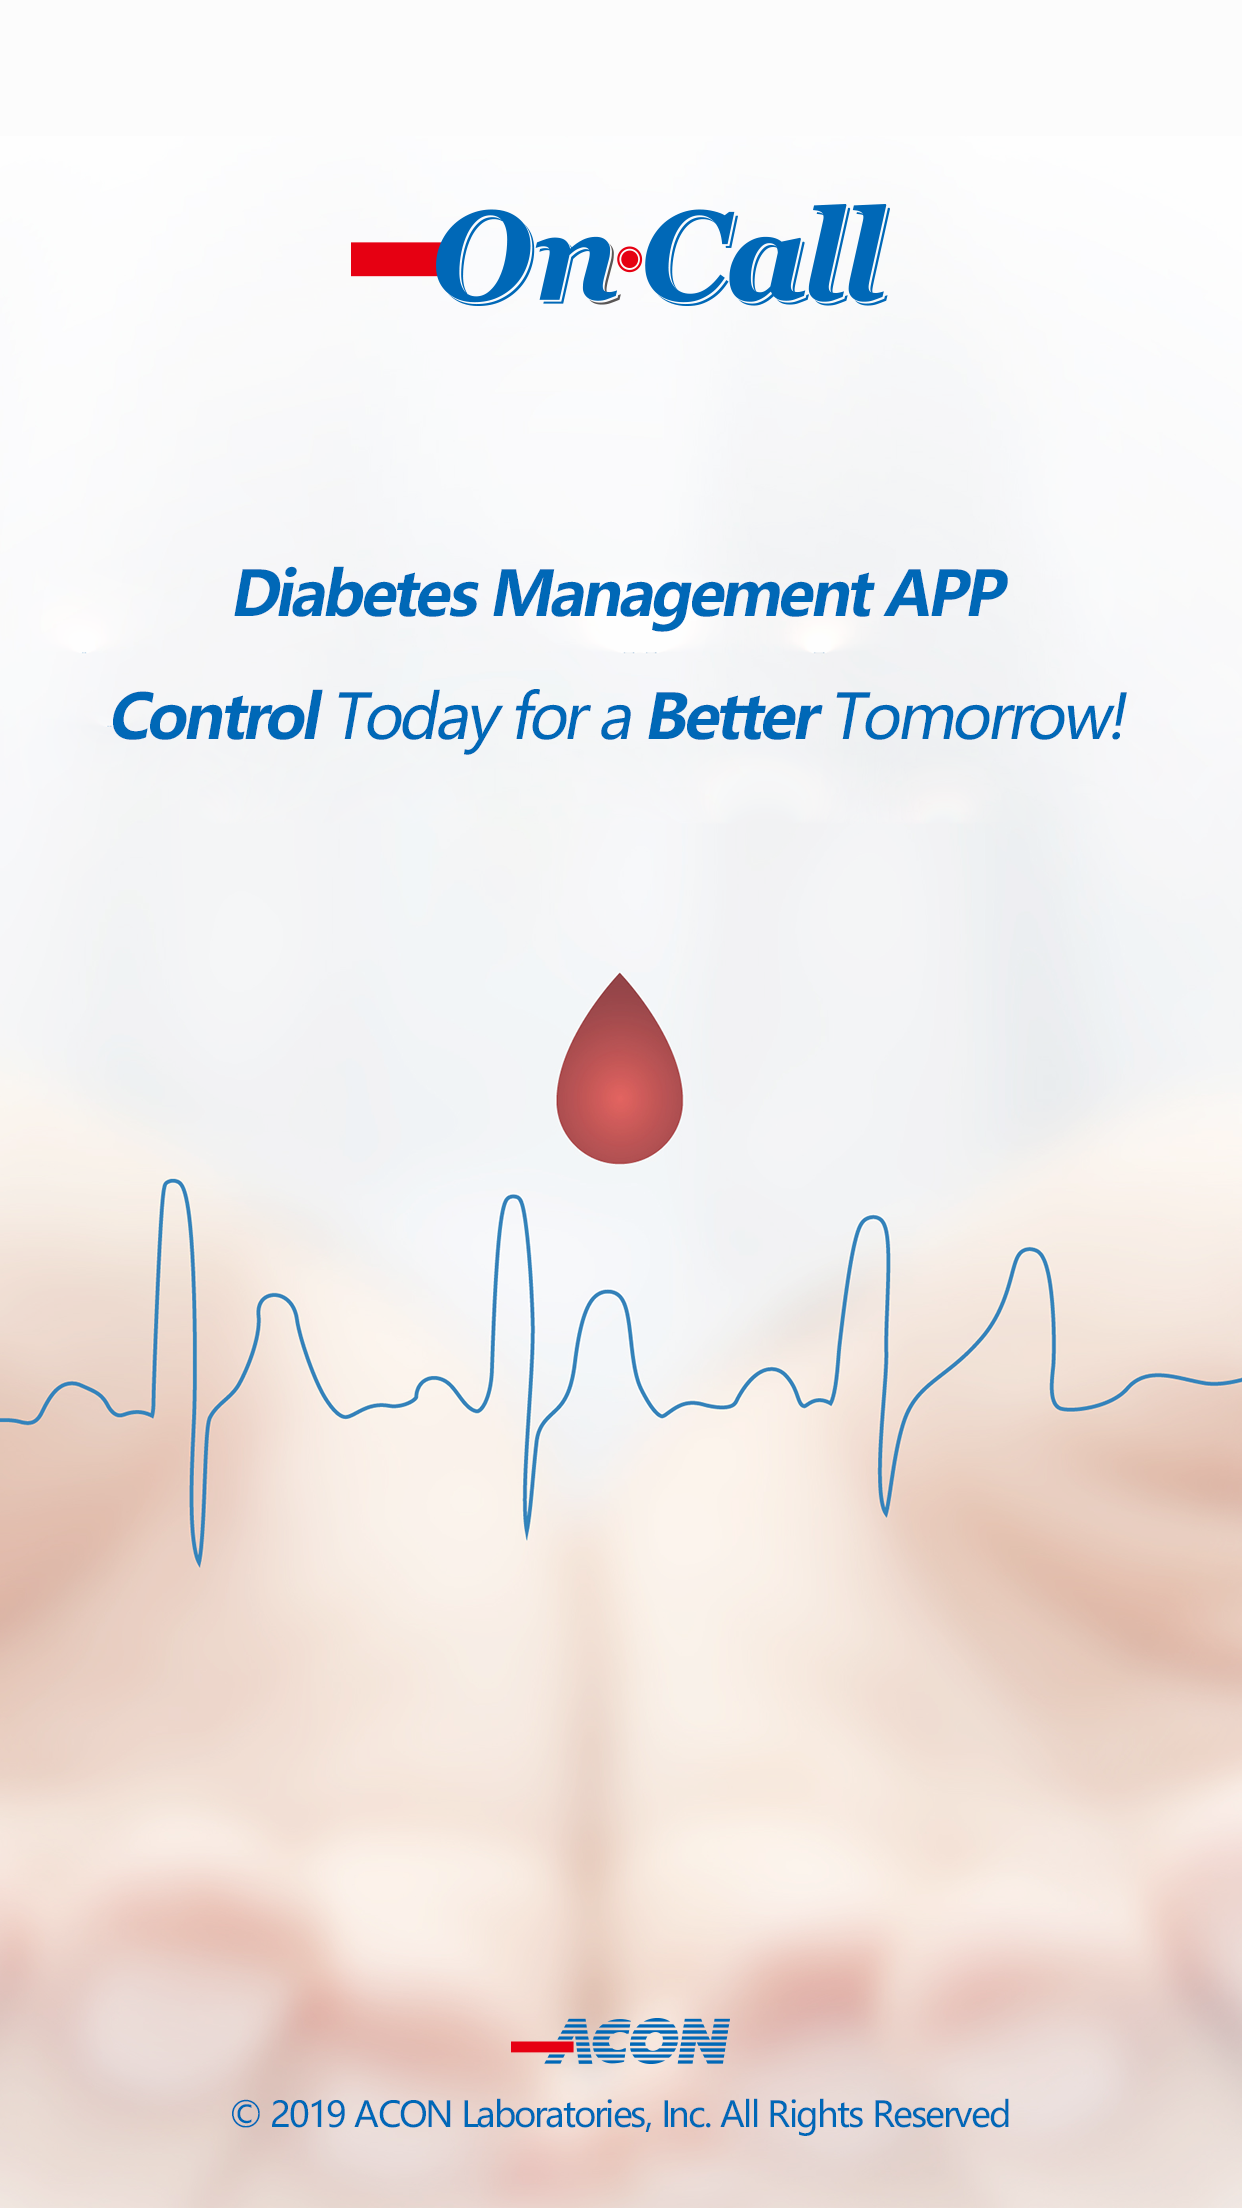 On•Call
Diabetes Management APP
Control Today for a Better Tomorrow!
ACON
© 2019 ACON Laboratories, Inc. All Rights Reserved